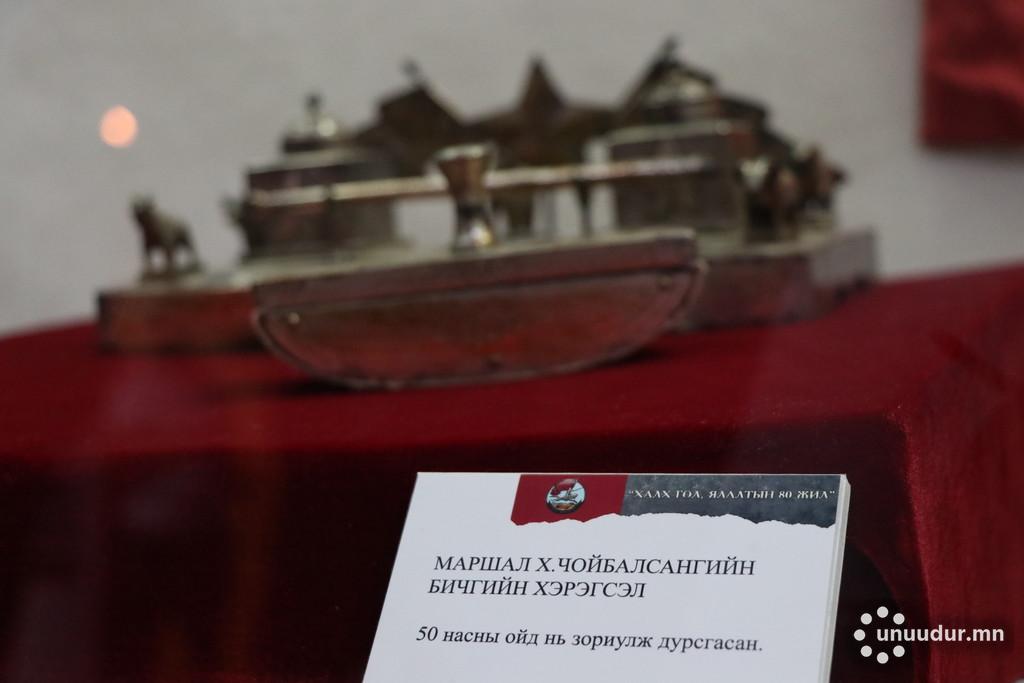 "ХАЛХ ГОЛ, ЯЛАЛТЫН 80 ЖИЛ"
МАРШАЛ Х.ЧОЙБАЛСАНГИЙН
БИЧГИЙН ХЭРЭГСЭЛ
50 насны ойд нь зориулж дурсгасан.
unuudur.mn